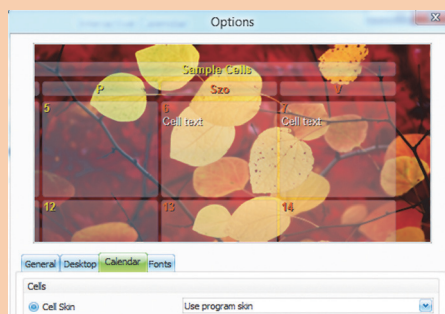 Options
Sample Cells
P Szo V
5 6 7
Cell text Cell text
12 13 14
General Desktop Calendar Fonts
Cells
Cell Skin Use program skin